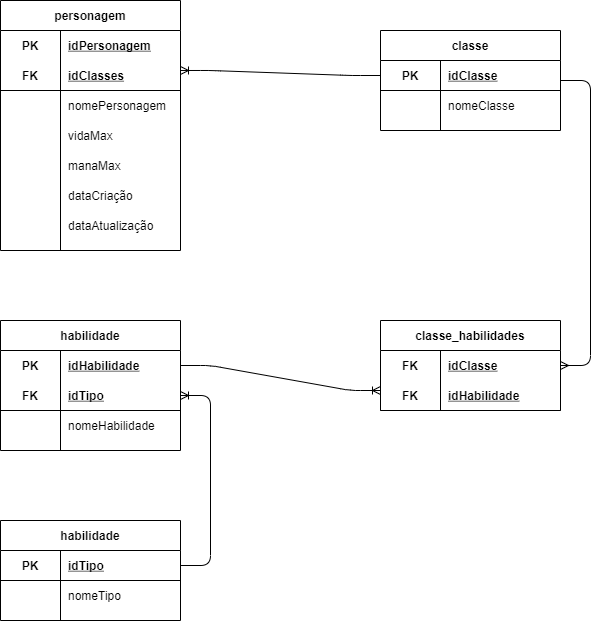 personagem
PK idPersonagem
FK idClasses
nomePersonagem
vidaMax
manaMax
dataCriação
dataAtualização
classe
PK idClasse
nomeClasse
habilidade
PK idHabilidade
FK idTipo
nomeHabilidade
classe_habilidades
FK idClasse
FK idHabilidade
habilidade
PK idTipo
nomeTipo